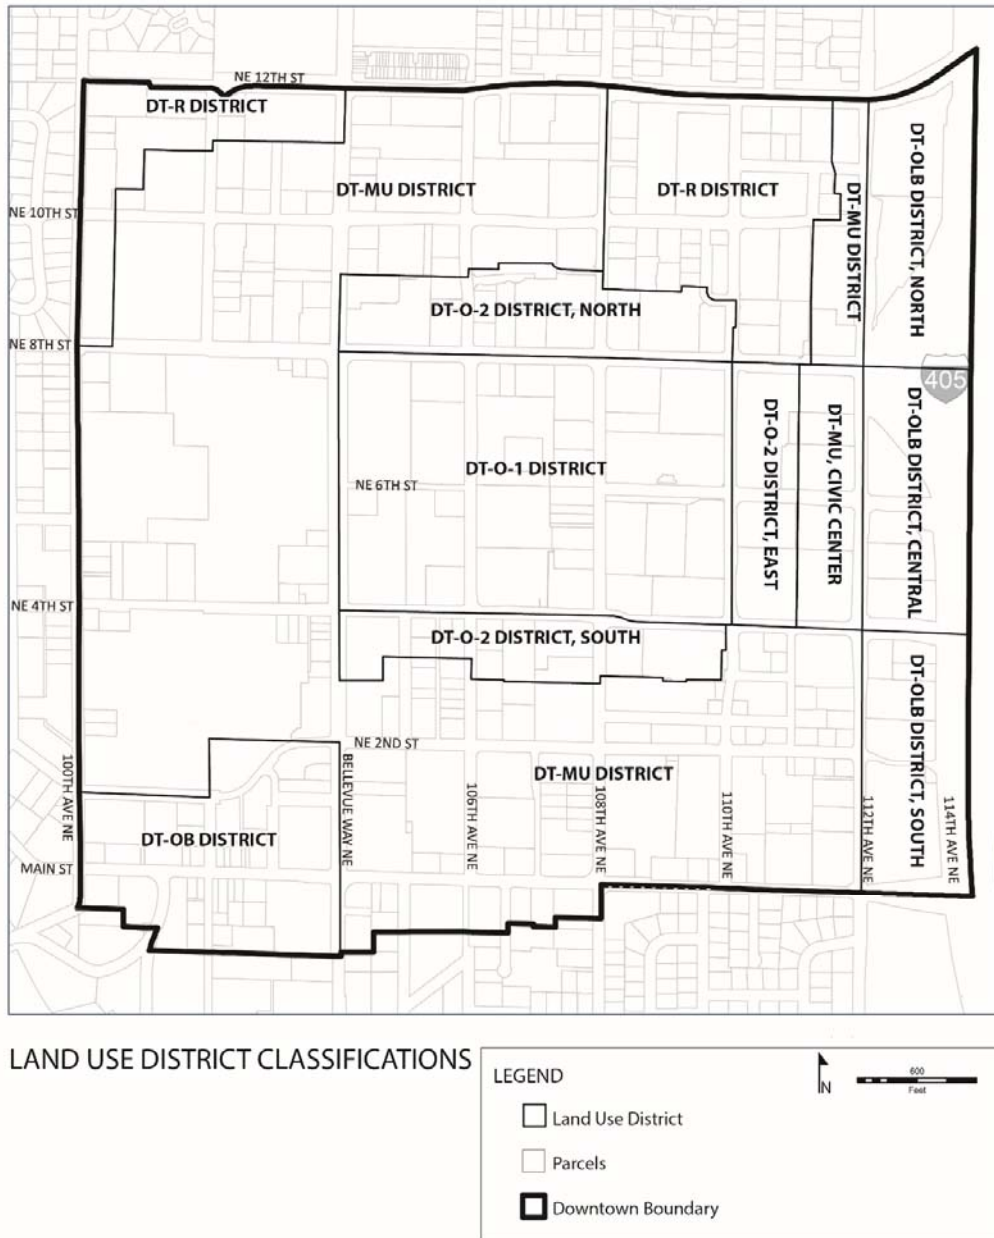 NE 12TH ST
DT-R DISTRICT
DT-MU DISTRICT
DT-R DISTRICT
DT-MU DISTRICT
DT-OLB DISTRICT, NORTH
NE 10TH ST
DT-O-2 DISTRICT, NORTH
NE 8TH ST
405
DT-O-1 DISTRICT
NE 6TH ST
DT-O-2 DISTRICT, EAST
DT-MU, CIVIC CENTER
DT-OLB DISTRICT, CENTRAL
NE 4TH ST
DT-O-2 DISTRICT, SOUTH
DT-OLB DISTRICT, SOUTH
NE 2ND ST
DT-MU DISTRICT
100TH AVE NE
BELLEVUE WAY NE
106TH AVE NE
108TH AVE NE
110TH AVE NE
112TH AVE NE
114TH AVE NE
DT-OB DISTRICT
MAIN ST
LAND USE DISTRICT CLASSIFICATIONS
LEGEND
N
600
Feet
Land Use District
Parcels
Downtown Boundary